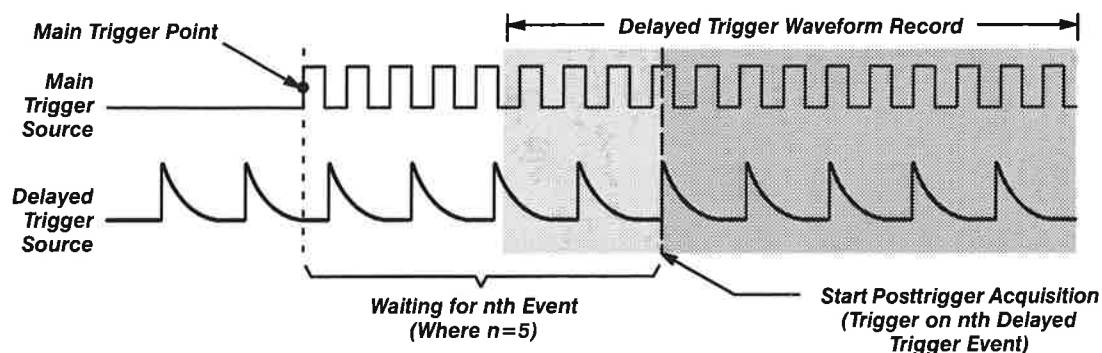 Delayed Trigger Waveform Record
Main Trigger Point
Main
Trigger
Source
Delayed
Trigger
Source
Waiting for nth Event
(Where n=5)
Start Posttrigger Acquisition
(Trigger on nth Delayed
Trigger Event)